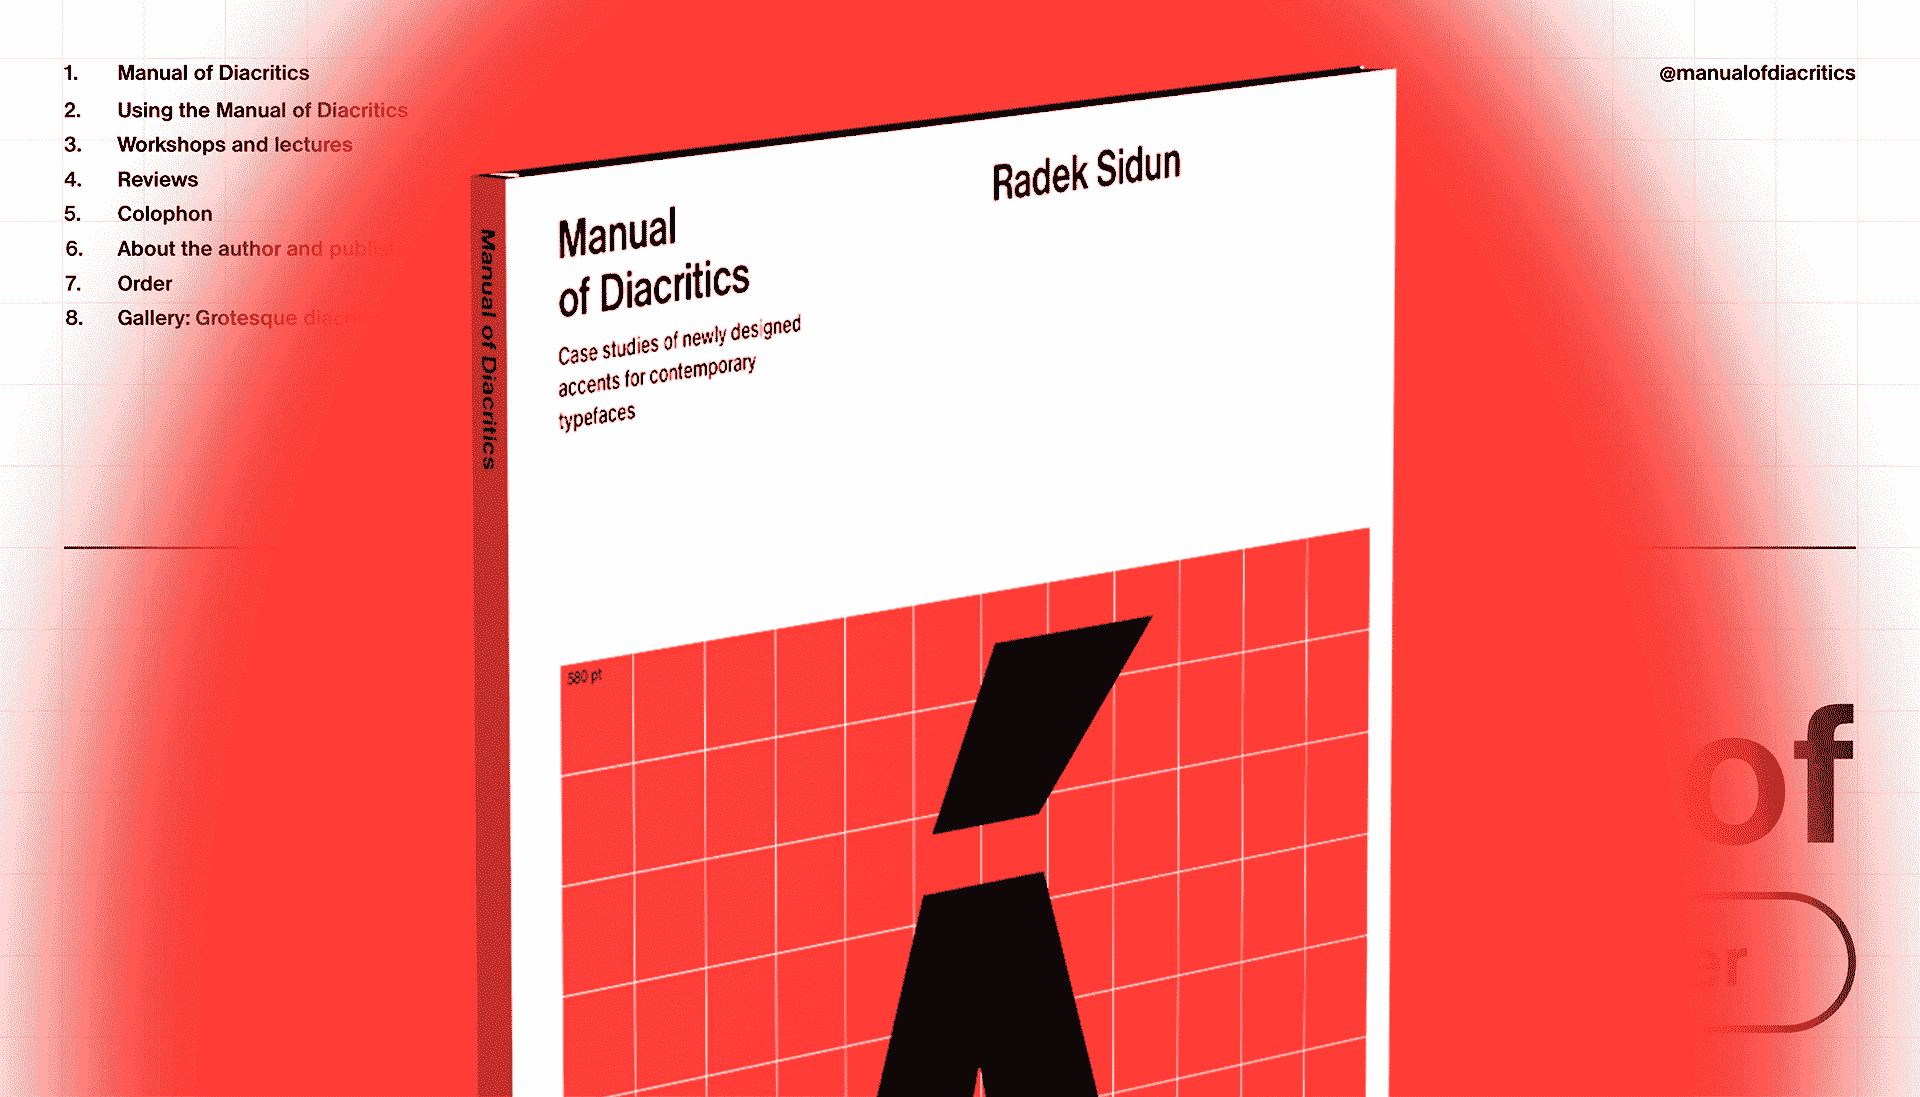 1. Manual of Diacritics
2. Using the Manual of Diacritics
3. Workshops and lectures
4. Reviews
5. Colophon
6. About the author and
7. Order
8. Gallery: Grotesque
@manualofdiacritics
Manual of Diacritics
Manual
of Diacritics
Radek Sidun
Case studies of newly designed
accents for contemporary
typefaces
580 pt
Á
of